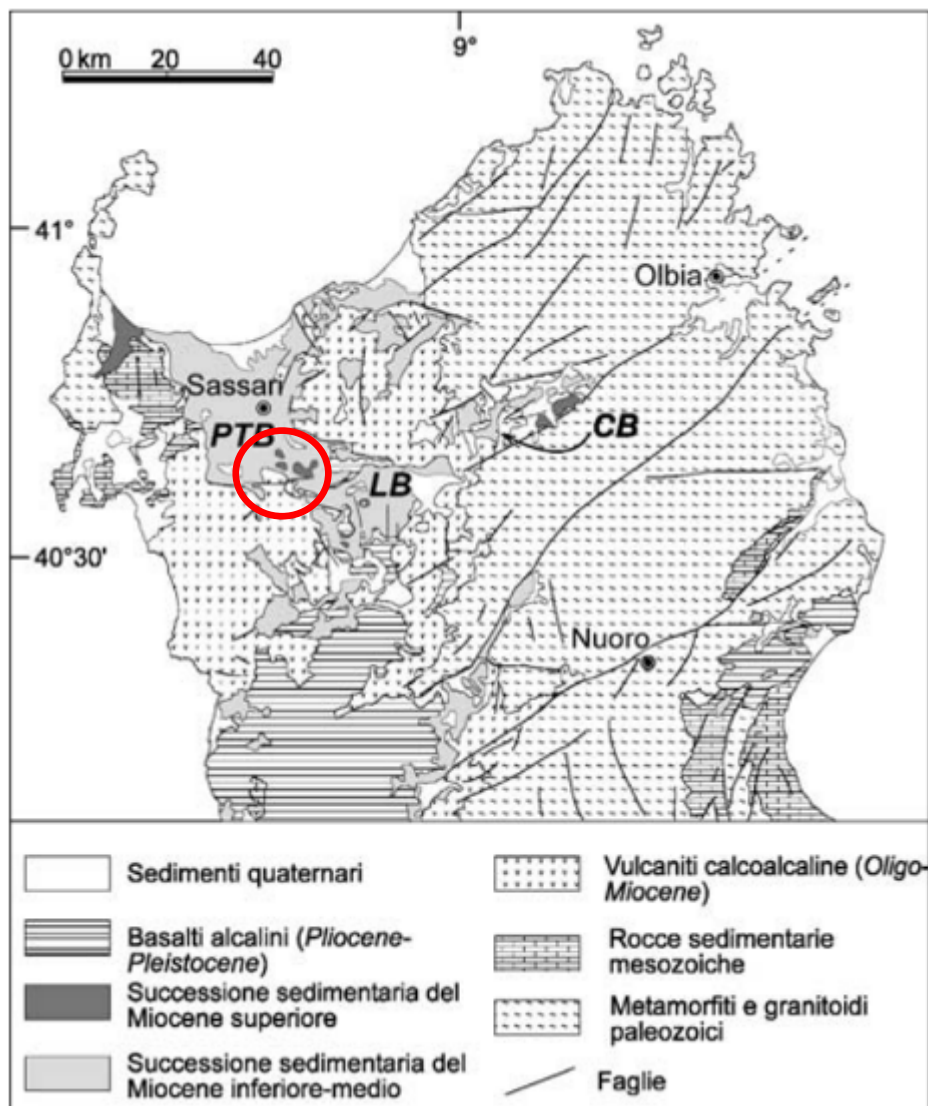 9°
0 km 20 40
41°
Olbia
Sassari
PTB
CB
LB
40°30'
Nuoro
Sedimenti quaternari
Basalti alcalini (Pliocene-
Pleistocene)
Successione sedimentaria del
Miocene superiore
Successione sedimentaria del
Miocene inferiore-medio
Vulcaniti calcoalcaline (Oligo-
Miocene)
Rocce sedimentarie
mesozoiche
Metamorfiti e granitoidi
paleozoici
Faglie